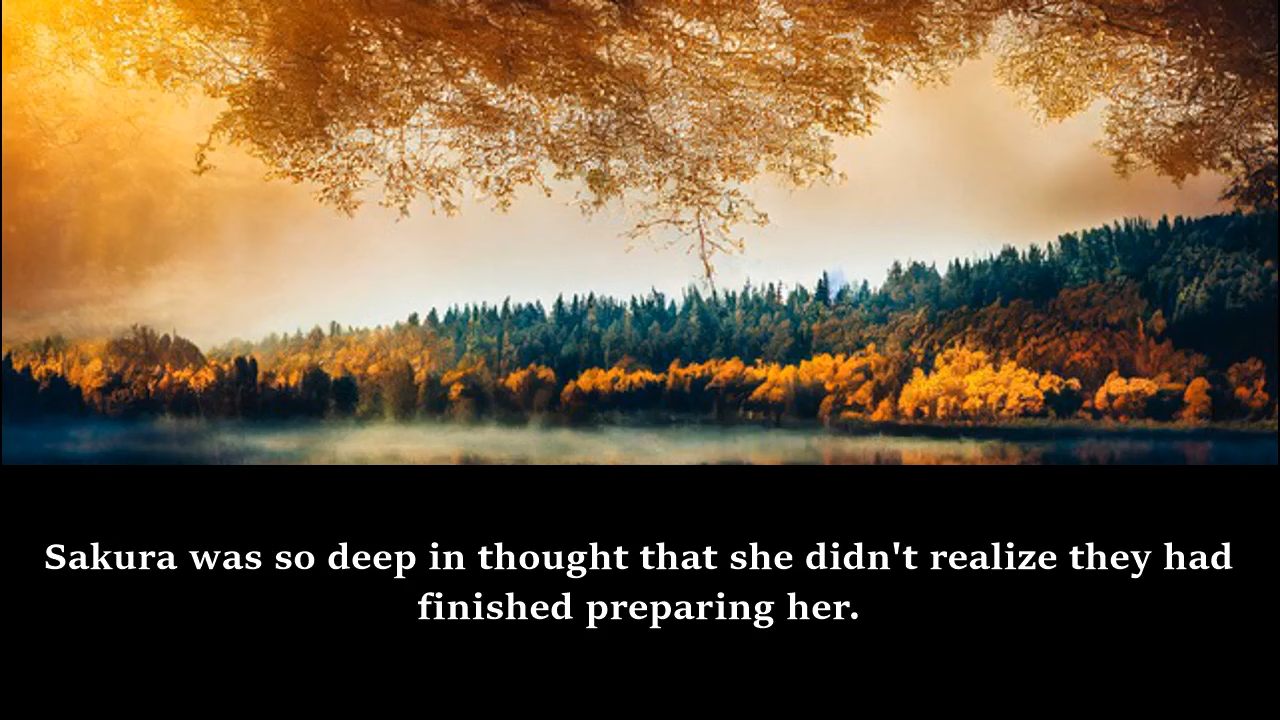 Sakura was so deep in thought that she didn't realize they had
finished preparing her.